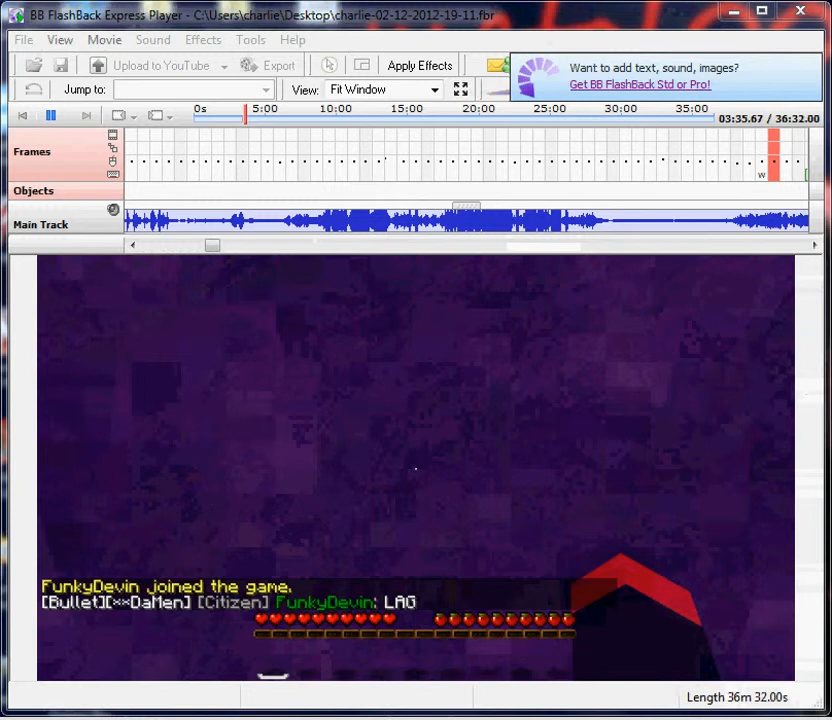 BB FlashBack Express Player - C:\Users\charlie\Desktop\charlie-02-12-2012-19-11.fbr
File View Movie Sound Effects Tools Help
Upload to YouTube Export Apply Effects
Want to add text, sound, images?
Get BB FlashBack Std or Pro!
Jump to: View: Fit Window
0s 5:00 10:00 15:00 20:00 25:00 30:00 35:00
03:35.67 / 36:32.00
Frames
w
Objects
Main Track
FunkyDevin joined the game.
[Bullet][××DaMen] [Citizen] FunkyDevin: LAG
Length 36m 32.00s